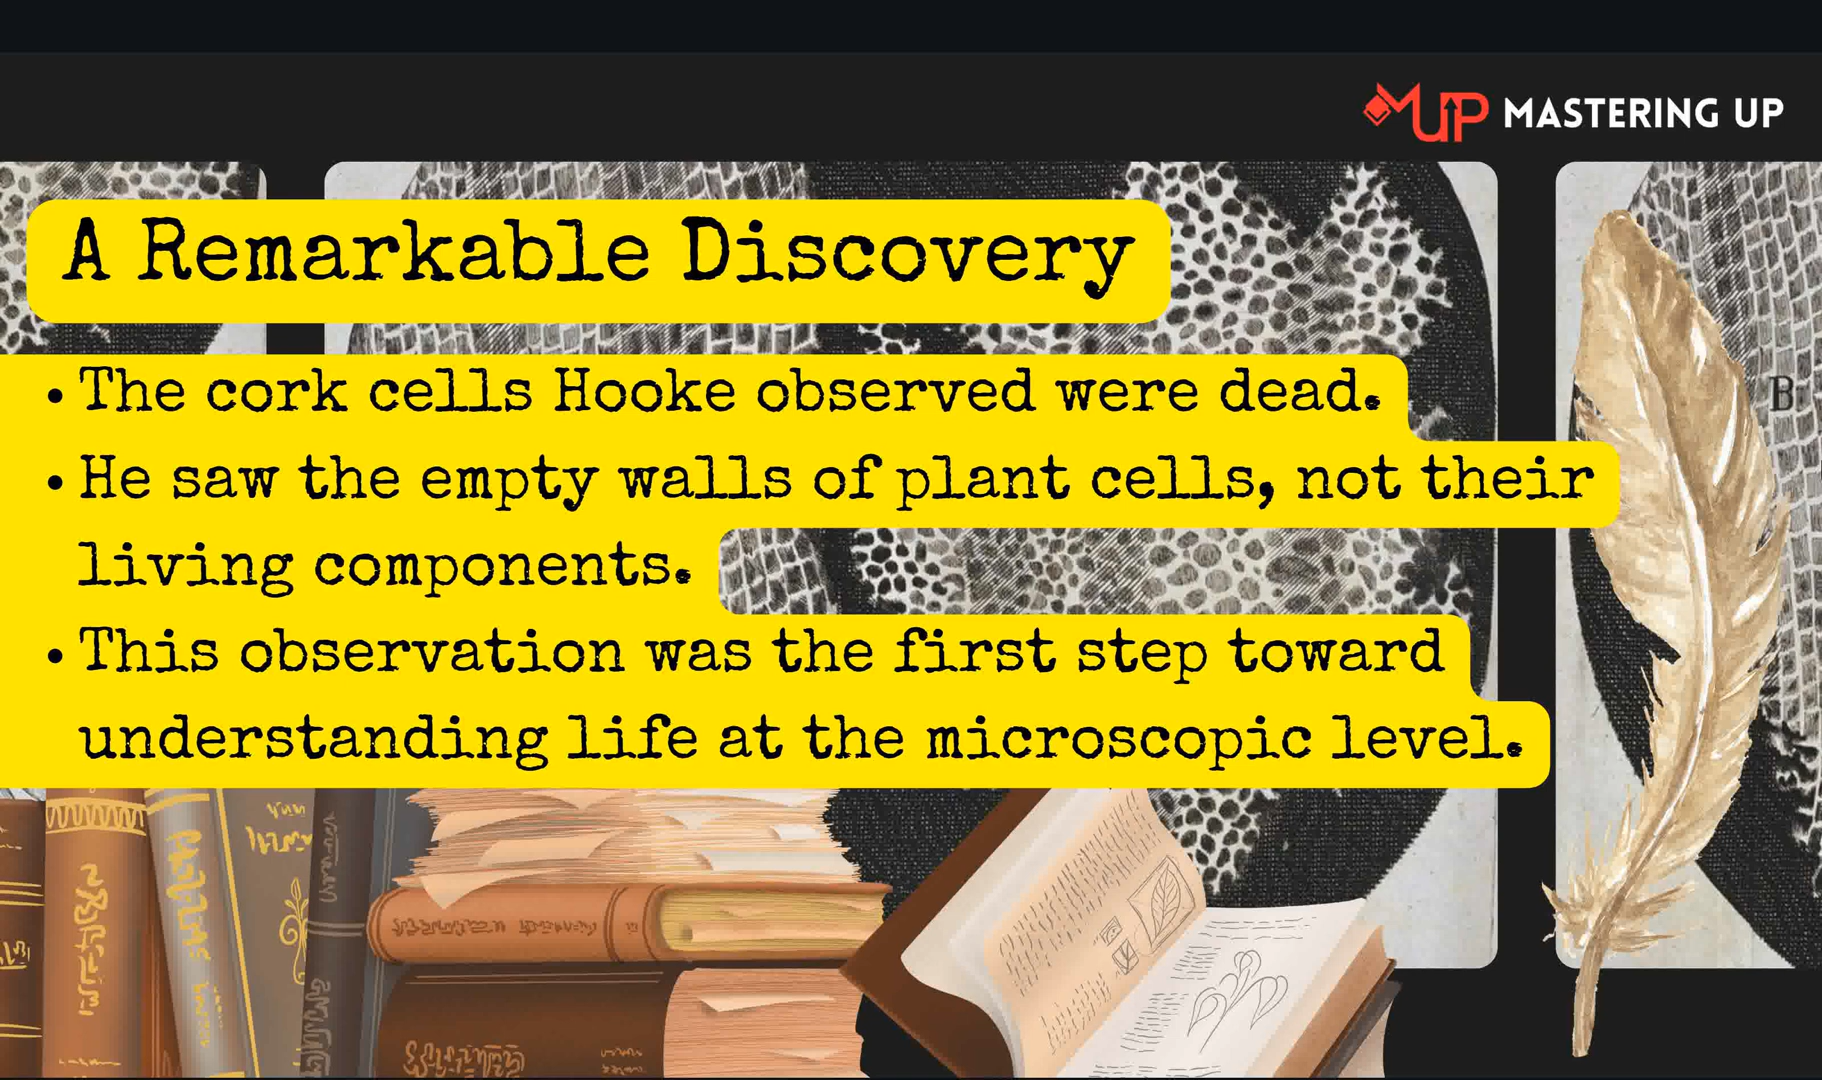 MUP MASTERING UP
A Remarkable Discovery
• The cork cells Hooke observed were dead.
• He saw the empty walls of plant cells, not their
living components.
• This observation was the first step toward
understanding life at the microscopic level.
B